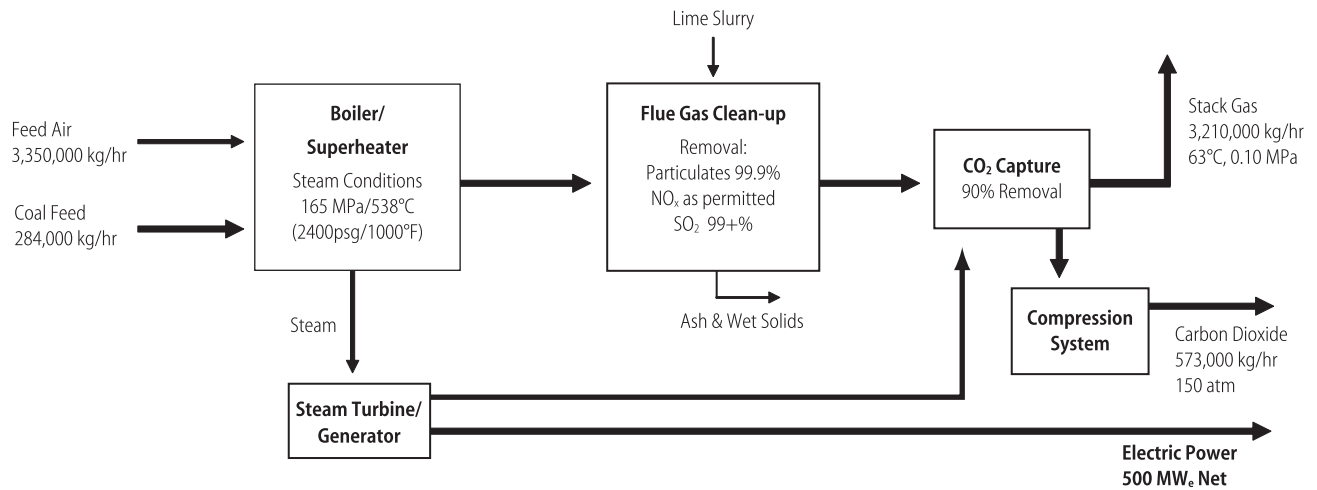 Lime Slurry
Feed Air
3,350,000 kg/hr
Coal Feed
284,000 kg/hr
Boiler/
Superheater
Steam Conditions
165 MPa/538°C
(2400psg/1000°F)
Flue Gas Clean-up
Removal:
Particulates 99.9%
NOₓ as permitted
SO₂ 99+%
CO₂ Capture
90% Removal
Stack Gas
3,210,000 kg/hr
63°C, 0.10 MPa
Steam
Ash & Wet Solids
Compression
System
Carbon Dioxide
573,000 kg/hr
150 atm
Steam Turbine/
Generator
Electric Power
500 MWₑ Net